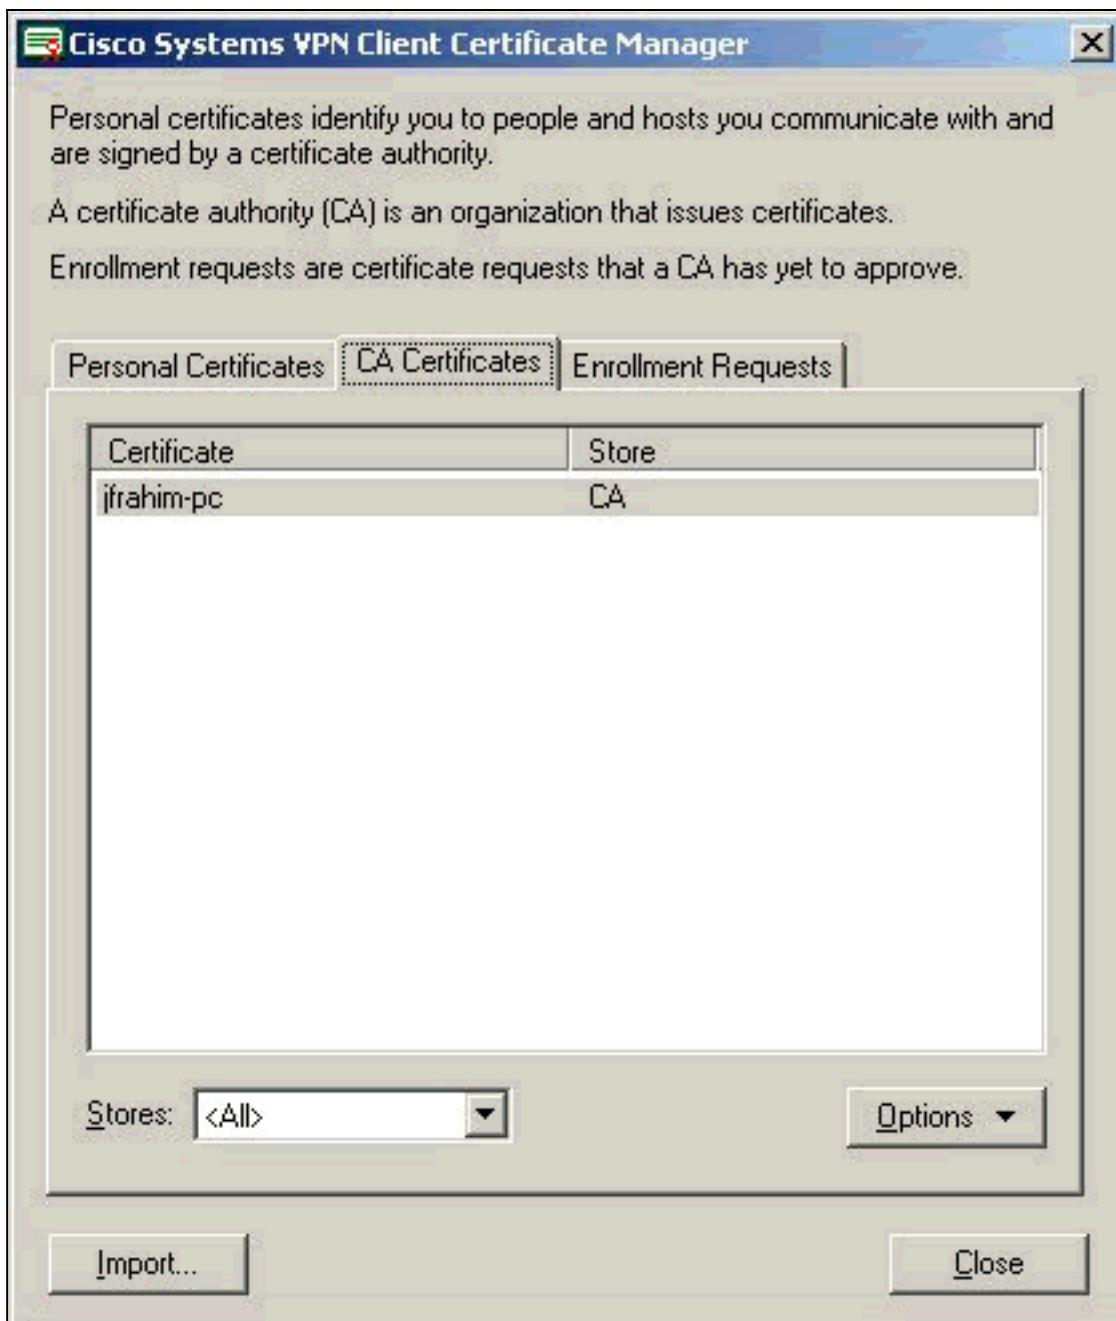 Cisco Systems VPN Client Certificate Manager
Personal certificates identify you to people and hosts you communicate with and
are signed by a certificate authority.
A certificate authority (CA) is an organization that issues certificates.
Enrollment requests are certificate requests that a CA has yet to approve.
Personal Certificates CA Certificates Enrollment Requests
Certificate Store
jfrahim-pc CA
Stores: <All> Options
Import... Close